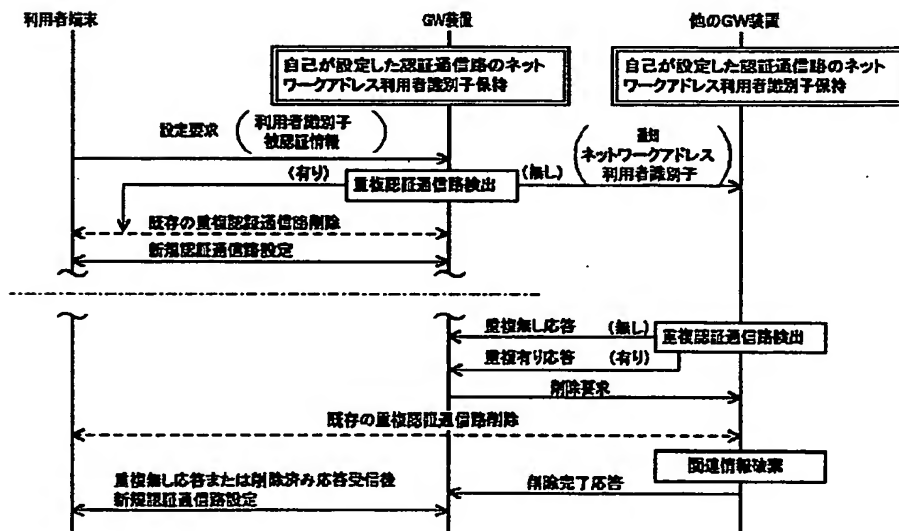 利用者端末
GW装置
他のGW装置
自己が設定した認証通信路のネット
ワークアドレス利用者識別子保持
自己が設定した認証通信路のネット
ワークアドレス利用者識別子保持
設定要求
利用者識別子
被認証情報
通知
ネットワークアドレス
利用者識別子
(有り)
重複認証通信路検出
(無し)
既存の重複認証通信路削除
新規認証通信路設定
重複無し応答
(無し)
重複認証通信路検出
重複有り応答
(有り)
削除要求
既存の重複認証通信路削除
関連情報破棄
重複無し応答または削除済み応答受信後
新規認証通信路設定
削除完了応答